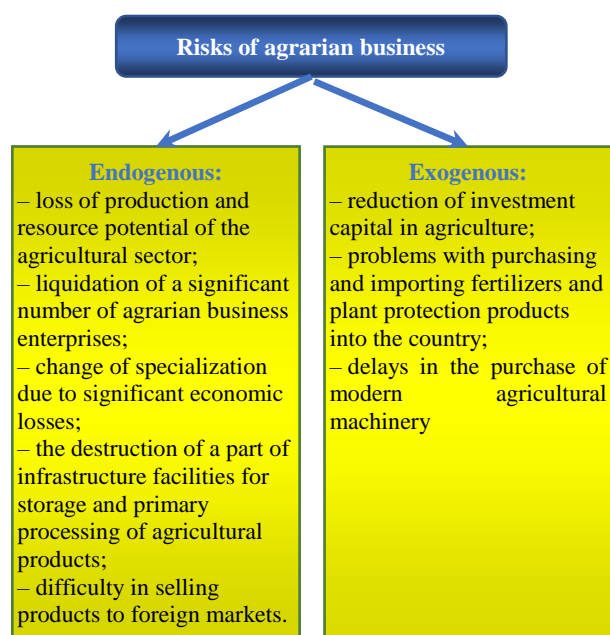 Risks of agrarian business
Endogenous:
– loss of production and
resource potential of the
agricultural sector;
– liquidation of a significant
number of agrarian business
enterprises;
– change of specialization
due to significant economic
losses;
– the destruction of a part of
infrastructure facilities for
storage and primary
processing of agricultural
products;
– difficulty in selling
products to foreign markets.
Exogenous:
– reduction of investment
capital in agriculture;
– problems with purchasing
and importing fertilizers and
plant protection products
into the country;
– delays in the purchase of
modern agricultural
machinery